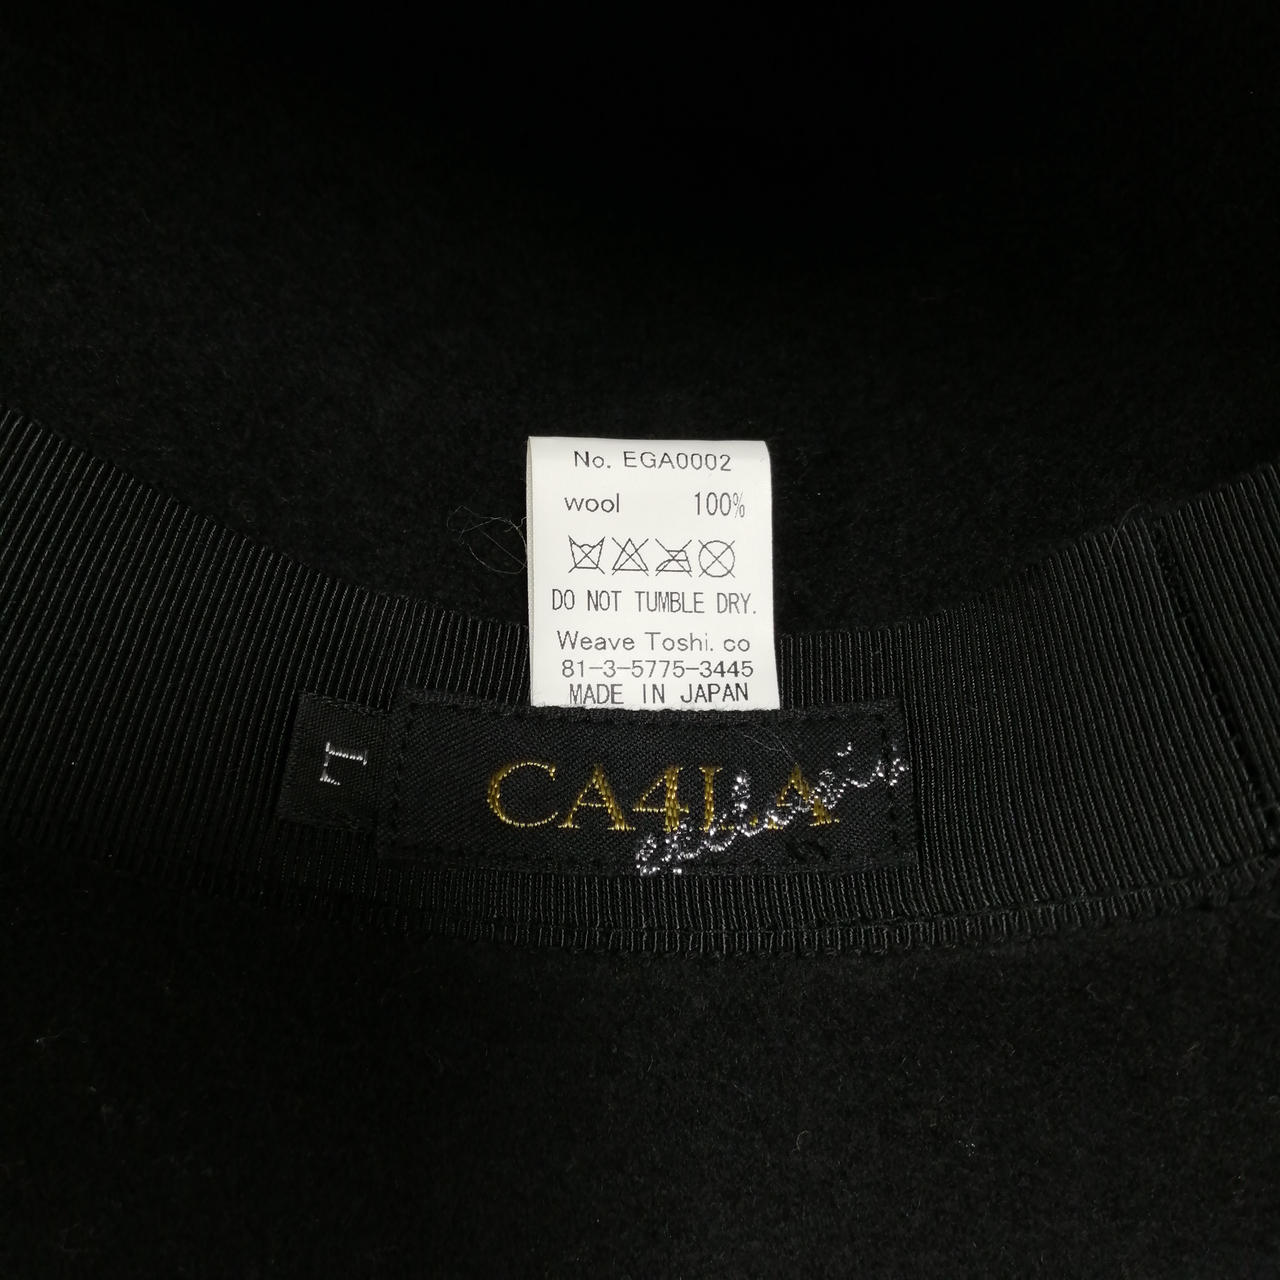 No. EGA0002
wool 100%
DO NOT TUMBLE DRY.
Weave Toshi. co
81-3-5775-3445
MADE IN JAPAN
L
CA4LA